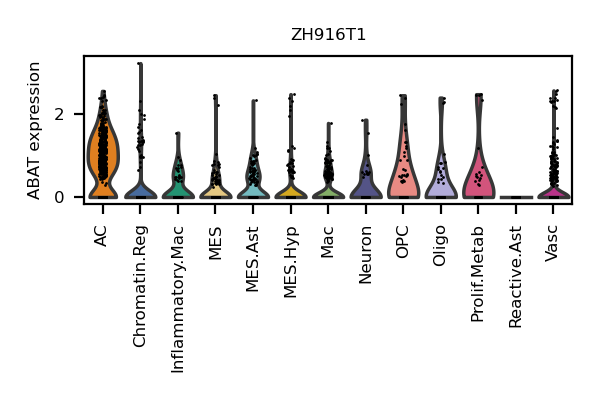 ZH916T1
ABAT expression
2
0
AC
Chromatin.Reg
Inflammatory.Mac
MES
MES.Ast
MES.Hyp
Mac
Neuron
OPC
Oligo
Prolif.Metab
Reactive.Ast
Vasc